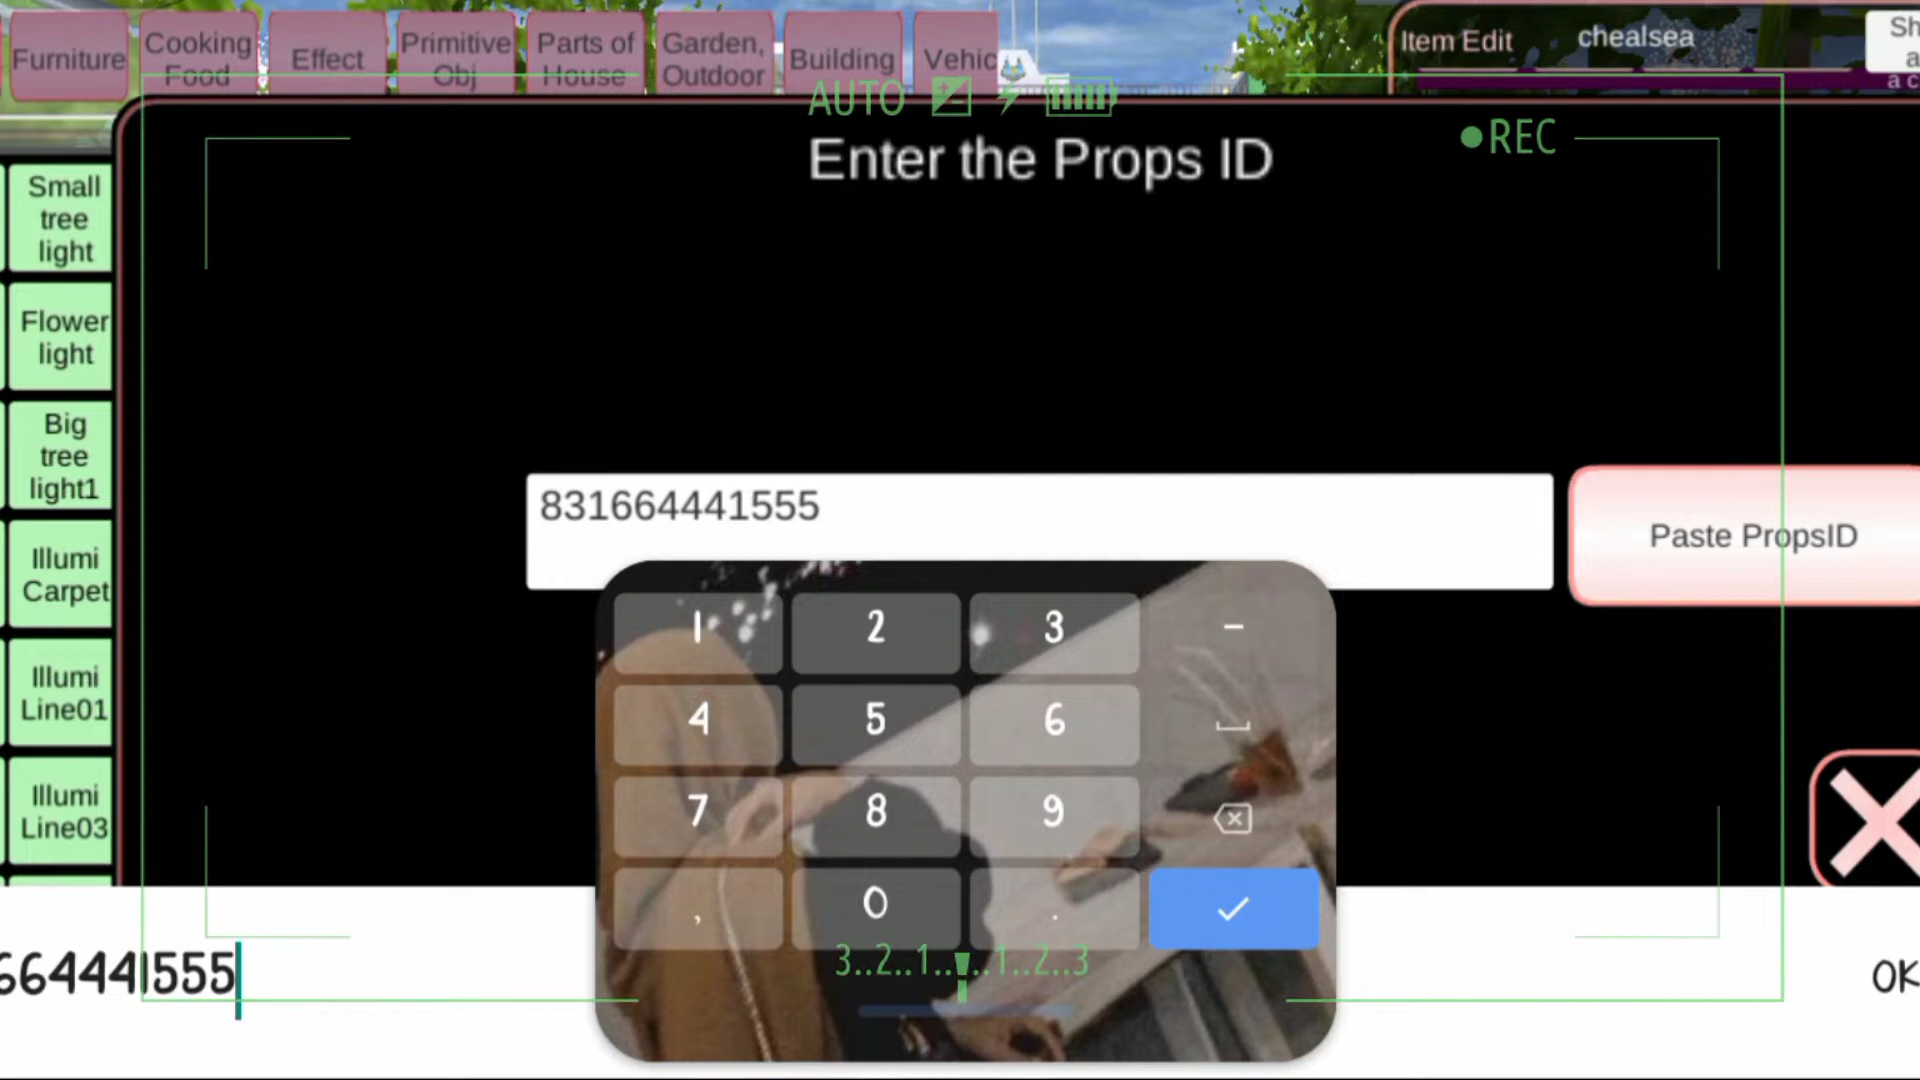 Furniture
Cooking
Food
Effect
Primitive
Obj
Parts of
House
Garden,
Outdoor
Building
Vehic
Item Edit
chealsea
Sh
a
a c
AUTO
REC
Enter the Props ID
Small
tree
light
Flower
light
Big
tree
light1
Illumi
Carpet
Illumi
Line01
Illumi
Line03
831664441555
Paste PropsID
1 2 3 -
4 5 6
7 8 9
, 0 .
3..2..1....1..2..3
664441555
OK